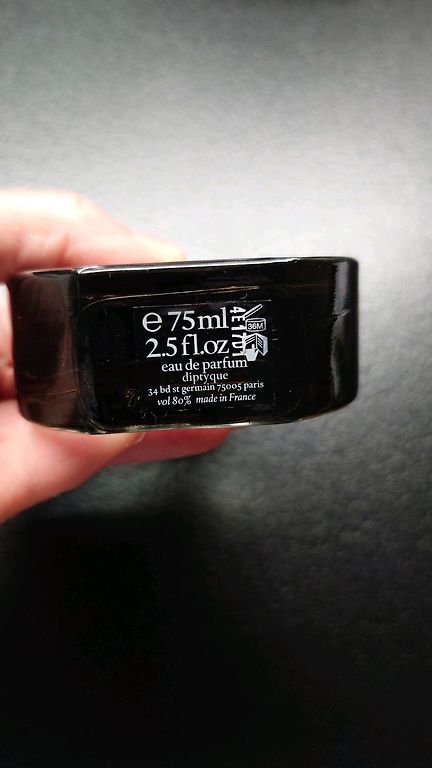 e 75ml
2.5 fl.oz
eau de parfum
diptyque
34 bd st germain 75005 paris
vol 80% made in France
36M